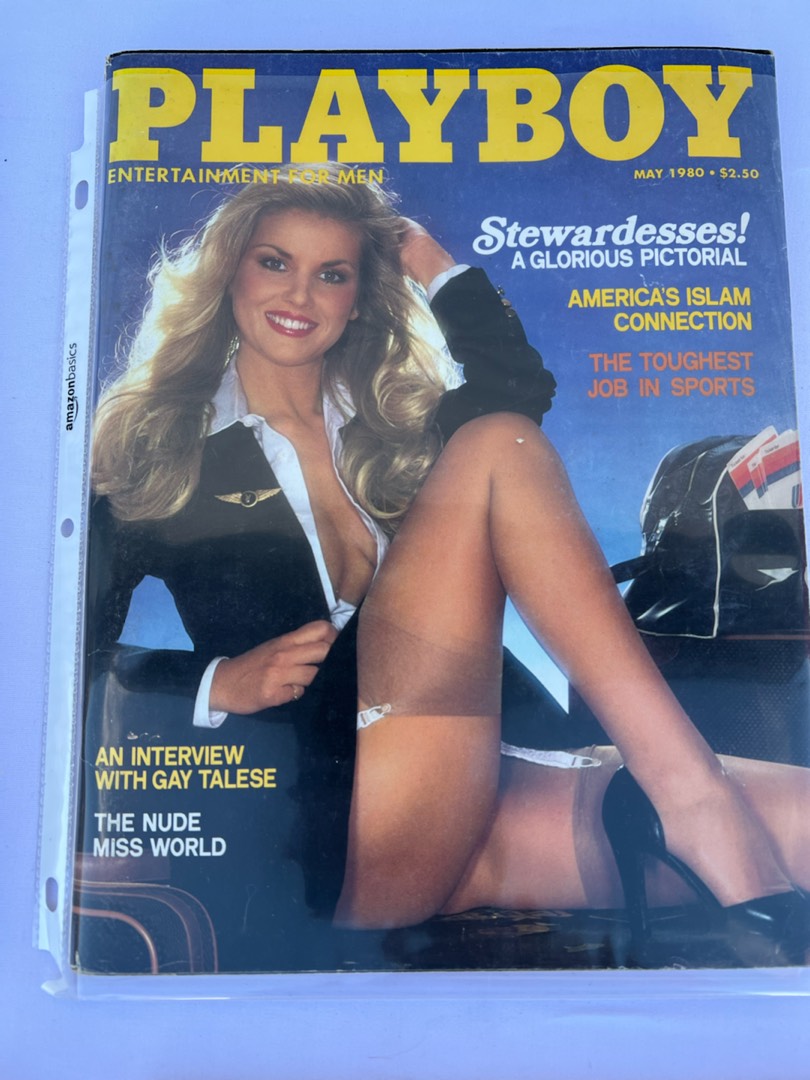 PLAYBOY
ENTERTAINMENT FOR MEN
MAY 1980 • $2.50
Stewardesses!
A GLORIOUS PICTORIAL
AMERICA'S ISLAM
CONNECTION
THE TOUGHEST
JOB IN SPORTS
amazonbasics
AN INTERVIEW
WITH GAY TALESE
THE NUDE
MISS WORLD